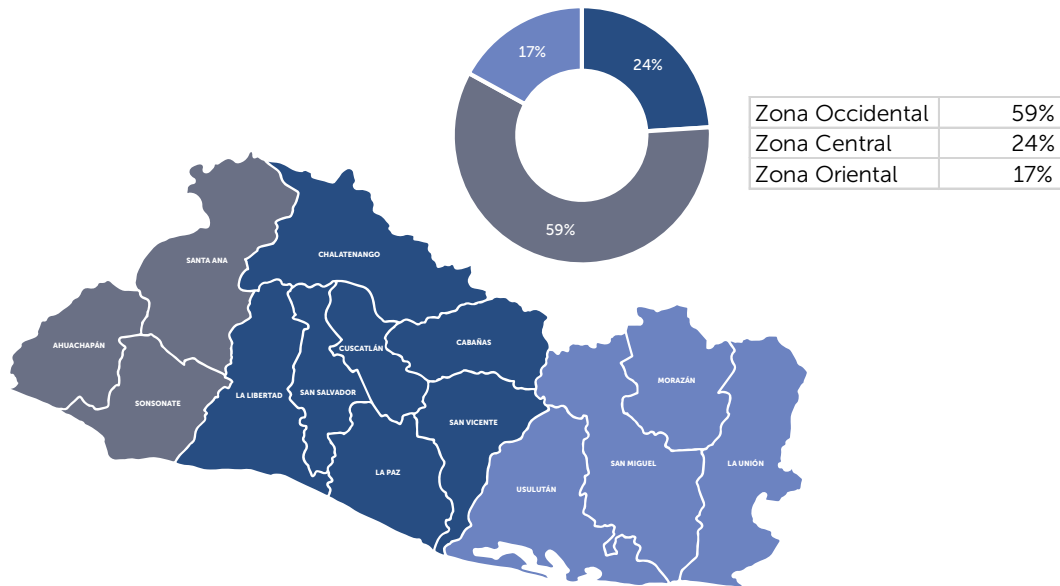 17%
24%
59%
Zona Occidental 59%
Zona Central 24%
Zona Oriental 17%
SANTA ANA
CHALATENANGO
AHUACHAPÁN
SONSONATE
LA LIBERTAD
SAN SALVADOR
CUSCATLÁN
CABAÑAS
LA PAZ
SAN VICENTE
MORAZÁN
USULUTÁN
SAN MIGUEL
LA UNIÓN